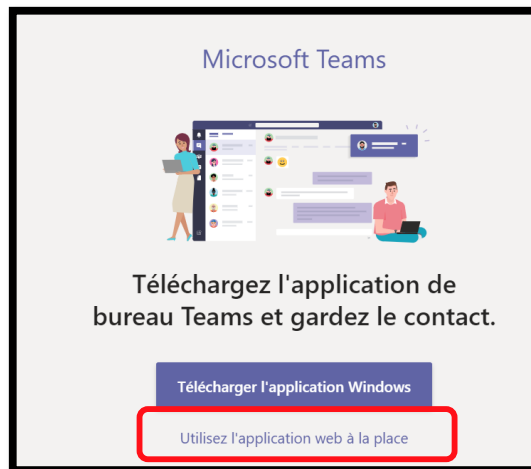 Microsoft Teams
Téléchargez l'application de
bureau Teams et gardez le contact.
Télécharger l'application Windows
Utilisez l'application web à la place